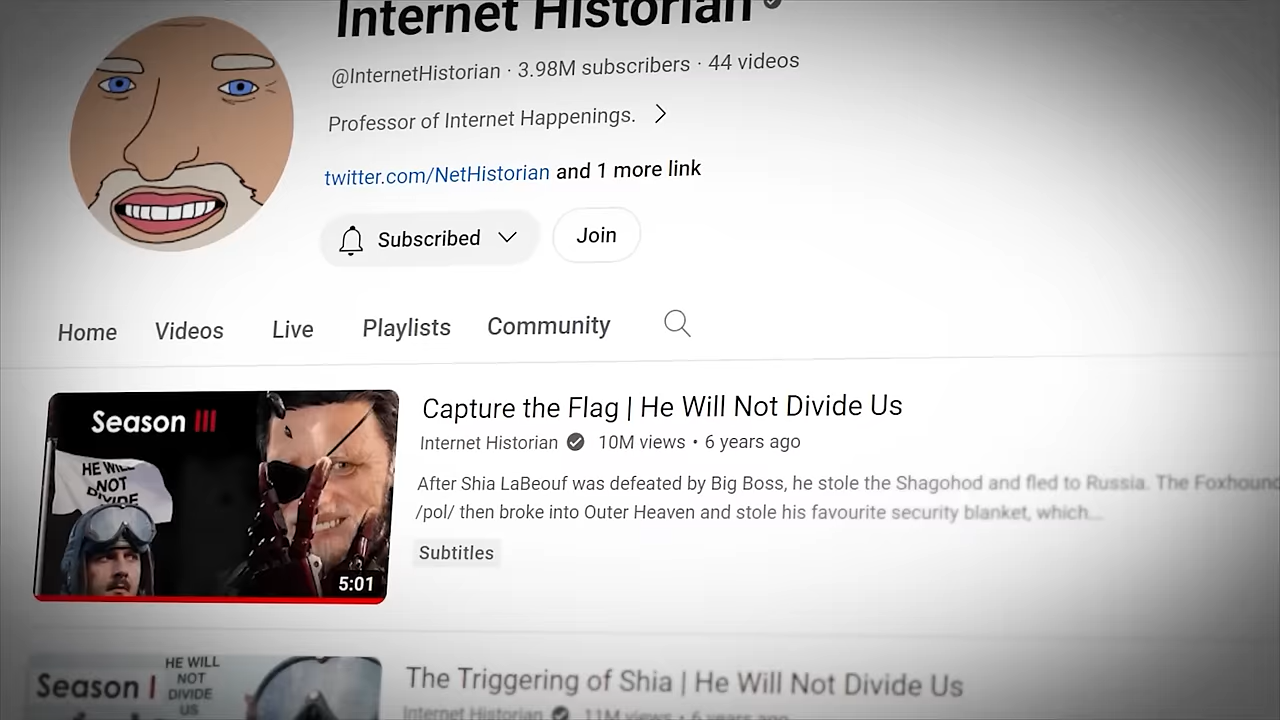 Internet Historian
@InternetHistorian · 3.98M subscribers · 44 videos
Professor of Internet Happenings.
twitter.com/NetHistorian and 1 more link
Subscribed
Join
Home Videos Live Playlists Community
Season III
HE WILL
NOT
DIVIDE
5:01
Capture the Flag | He Will Not Divide Us
Internet Historian 10M views • 6 years ago
After Shia LaBeouf was defeated by Big Boss, he stole the Shagohod and fled to Russia. The Foxhound
/pol/ then broke into Outer Heaven and stole his favourite security blanket, which...
Subtitles
Season I
HE WILL
NOT
DIVIDE
US
The Triggering of Shia | He Will Not Divide Us
Internet Historian 11M views • 6 years ago